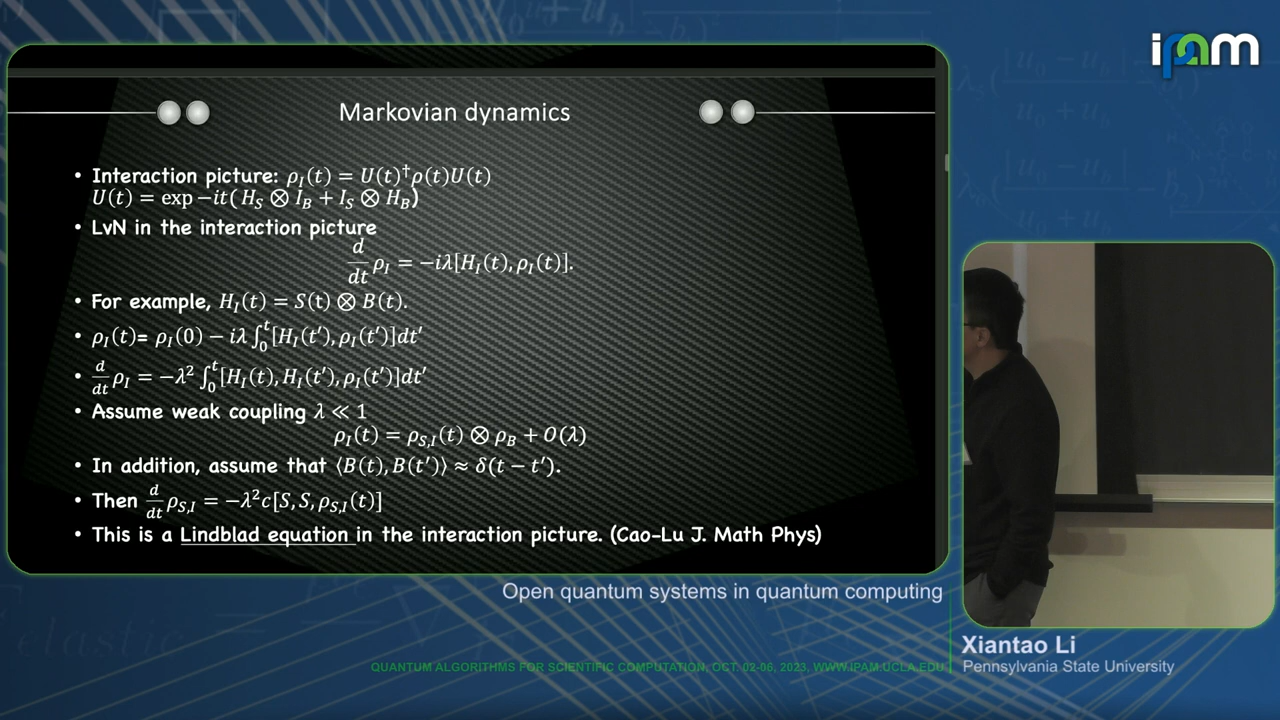 ipam
Markovian dynamics
• Interaction picture: ρ_I(t) = U(t)^†ρ(t)U(t)
U(t) = exp −it( H_S ⊗ I_B + I_S ⊗ H_B)
• LvN in the interaction picture
d/dt ρ_I = −iλ[H_I(t), ρ_I(t)].
• For example, H_I(t) = S(t) ⊗ B(t).
• ρ_I(t)= ρ_I(0) − iλ ∫_0^t[H_I(t′), ρ_I(t′)]dt′
• d/dt ρ_I = −λ² ∫_0^t[H_I(t), H_I(t′), ρ_I(t′)]dt′
• Assume weak coupling λ ≪ 1
ρ_I(t) = ρ_{S,I}(t) ⊗ ρ_B + O(λ)
• In addition, assume that ⟨B(t), B(t′)⟩ ≈ δ(t − t′).
• Then d/dt ρ_{S,I} = −λ²c[S, S, ρ_{S,I}(t)]
• This is a Lindblad equation in the interaction picture. (Cao-Lu J. Math Phys)
Open quantum systems in quantum computing
Xiantao Li
Pennsylvania State University
QUANTUM ALGORITHMS FOR SCIENTIFIC COMPUTATION, OCT. 02-06, 2023, WWW.IPAM.UCLA.EDU
elastic